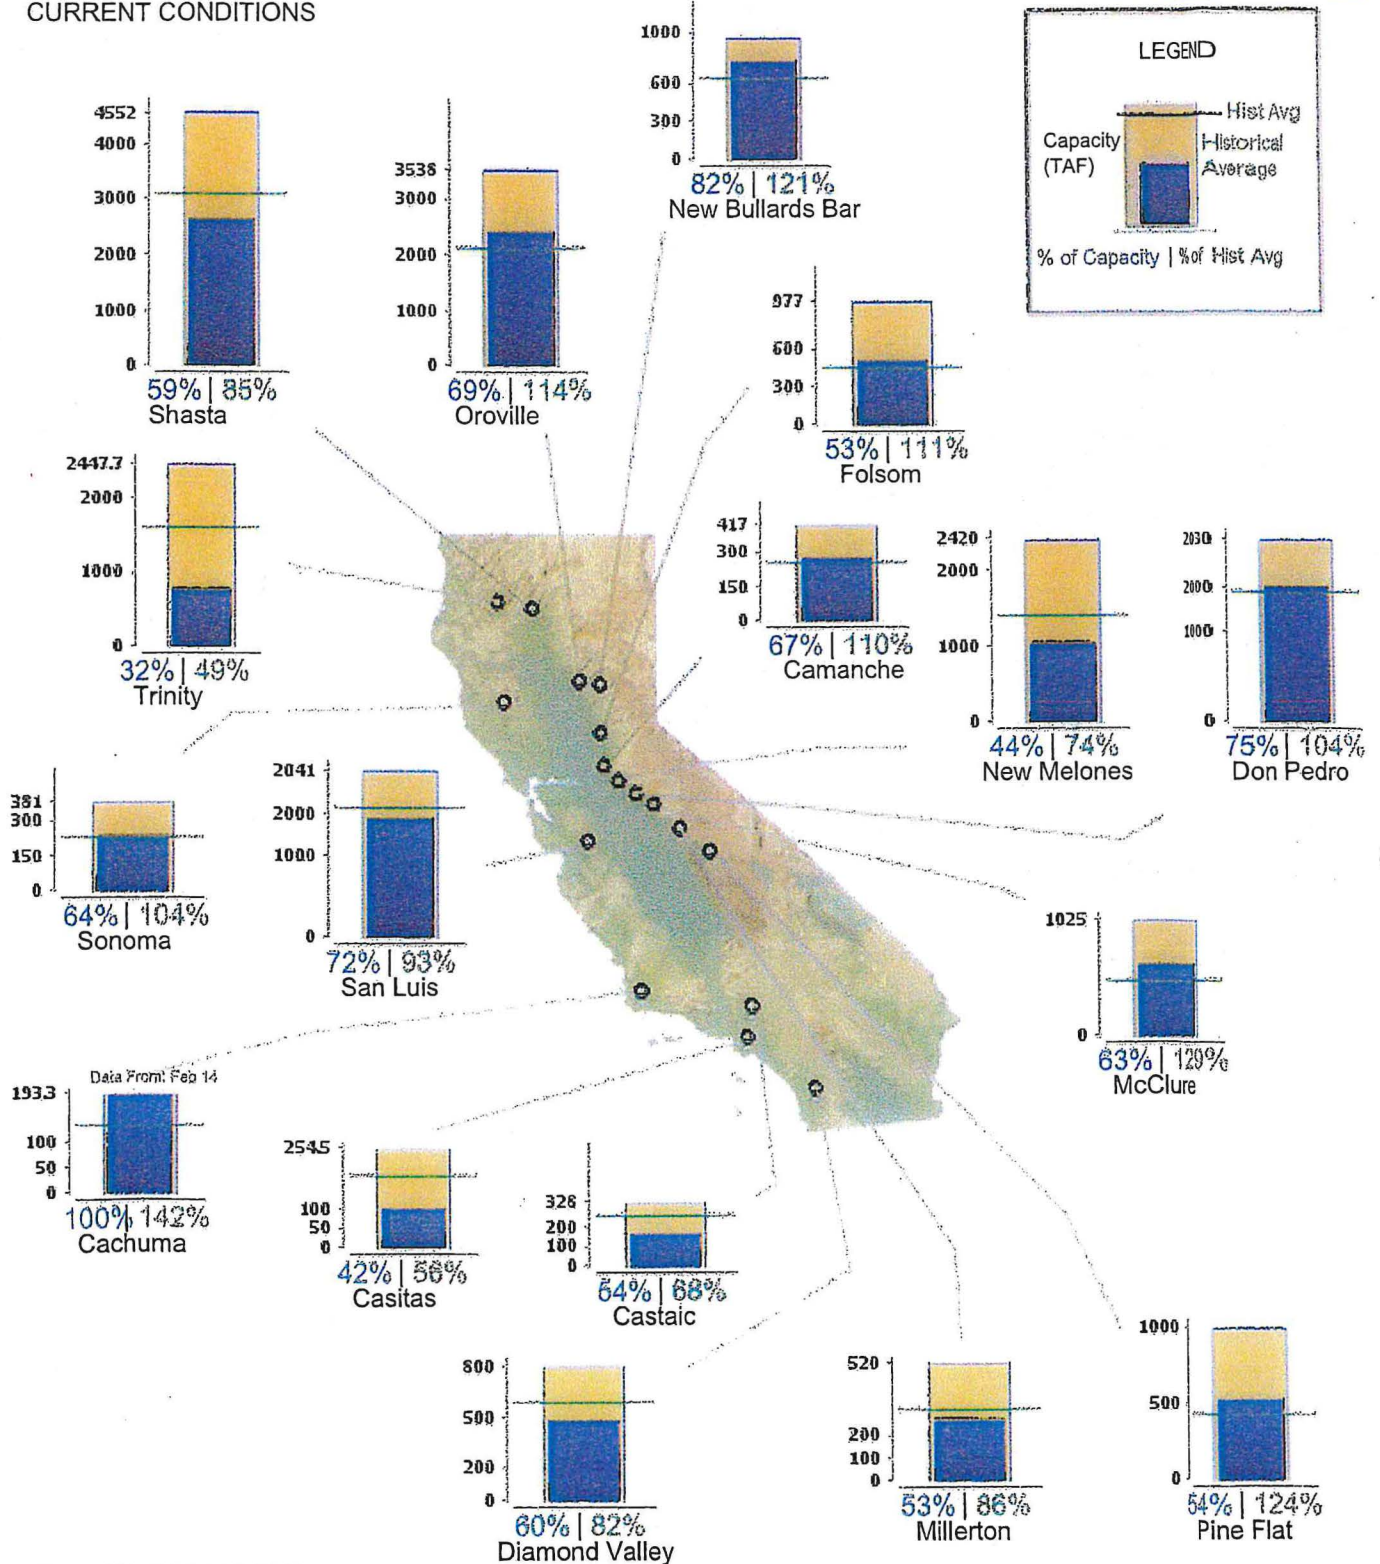 CURRENT CONDITIONS
LEGEND
Hist Avg
Capacity
(TAF)
Historical
Average
% of Capacity | % of Hist Avg
1000
600
300
0
82% | 121%
New Bullards Bar
4552
4000
3000
2000
1000
0
59% | 85%
Shasta
3538
3000
2000
1000
0
69% | 114%
Oroville
977
600
300
0
53% | 111%
Folsom
2447.7
2000
1000
0
32% | 49%
Trinity
417
300
150
0
67% | 110%
Camanche
2420
2000
1000
0
44% | 74%
New Melones
2030
2000
1000
0
75% | 104%
Don Pedro
381
300
150
0
64% | 104%
Sonoma
2041
2000
1000
0
72% | 93%
San Luis
1025
0
63% | 129%
McClure
Data From: Feb 14
193.3
100
50
0
100% | 142%
Cachuma
254.5
100
50
0
42% | 56%
Casitas
328
200
100
0
54% | 68%
Castaic
800
500
200
0
60% | 82%
Diamond Valley
520
200
100
0
53% | 86%
Millerton
1000
500
0
54% | 124%
Pine Flat